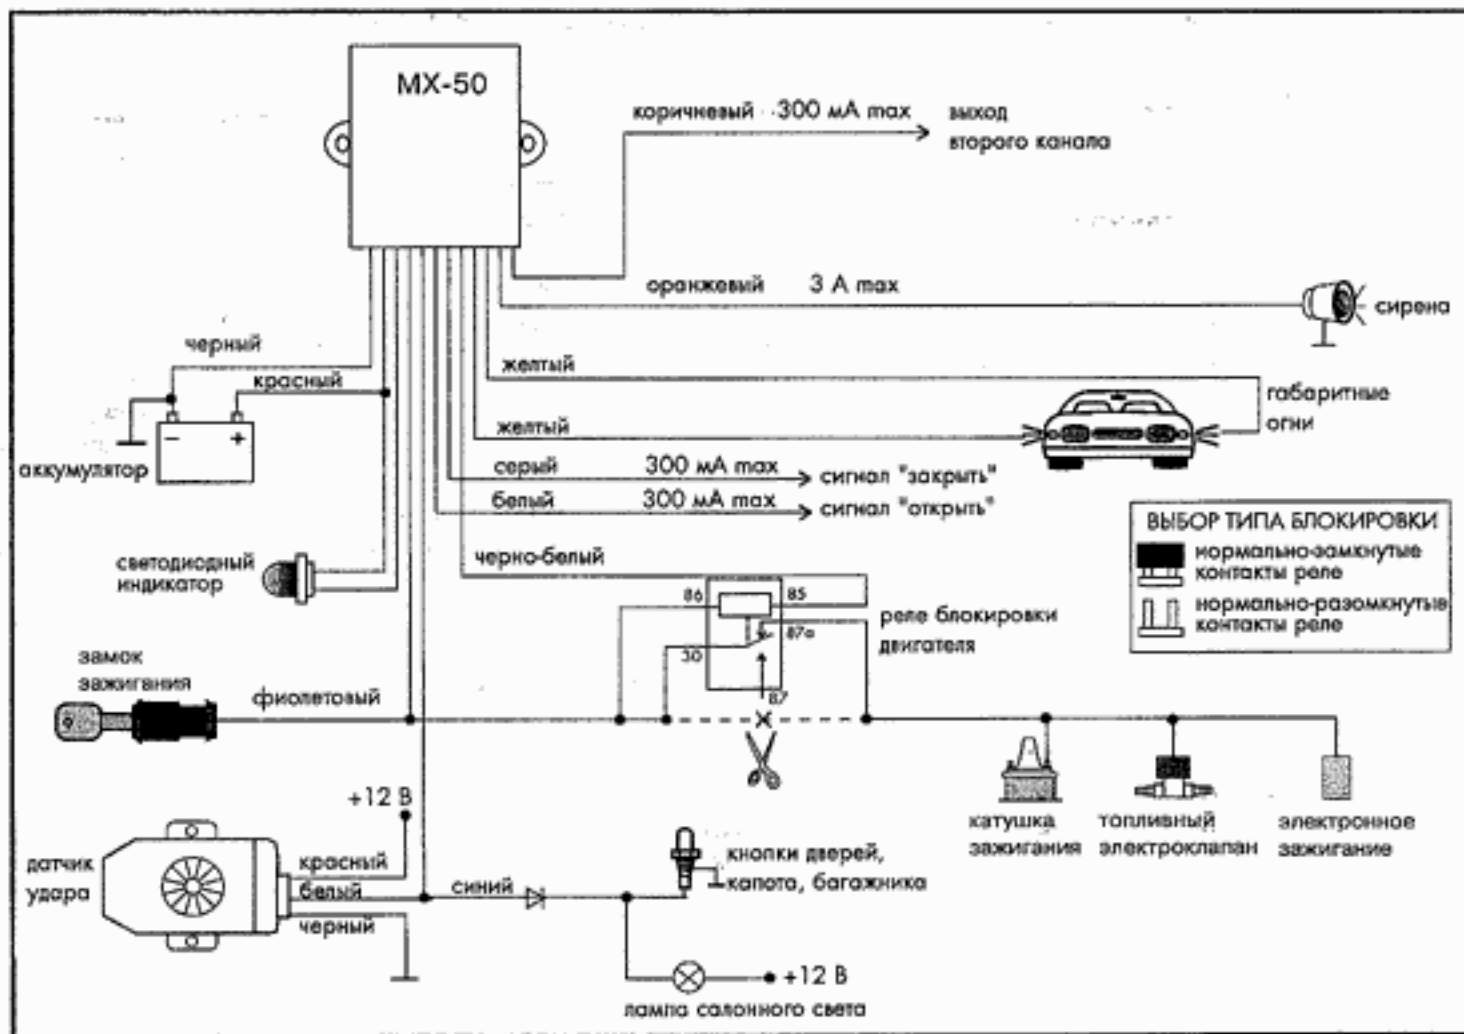 MX-50
коричневый 300 мА max
выход
второго канала
оранжевый 3 А max
сирена
черный
красный
желтый
габаритные
огни
желтый
- +
аккумулятор
серый 300 мА max
сигнал "закрыть"
белый 300 мА max
сигнал "открыть"
ВЫБОР ТИПА БЛОКИРОВКИ
нормально-замкнутые
контакты реле
нормально-разомкнутые
контакты реле
светодиодный
индикатор
черно-белый
86 85
87а
30
87
реле блокировки
двигателя
замок
зажигания
фиолетовый
катушка
зажигания
топливный
электроклапан
электронное
зажигание
+12 В
датчик
удара
красный
белый
черный
синий
кнопки дверей,
капота, багажника
+12 В
лампа салонного света